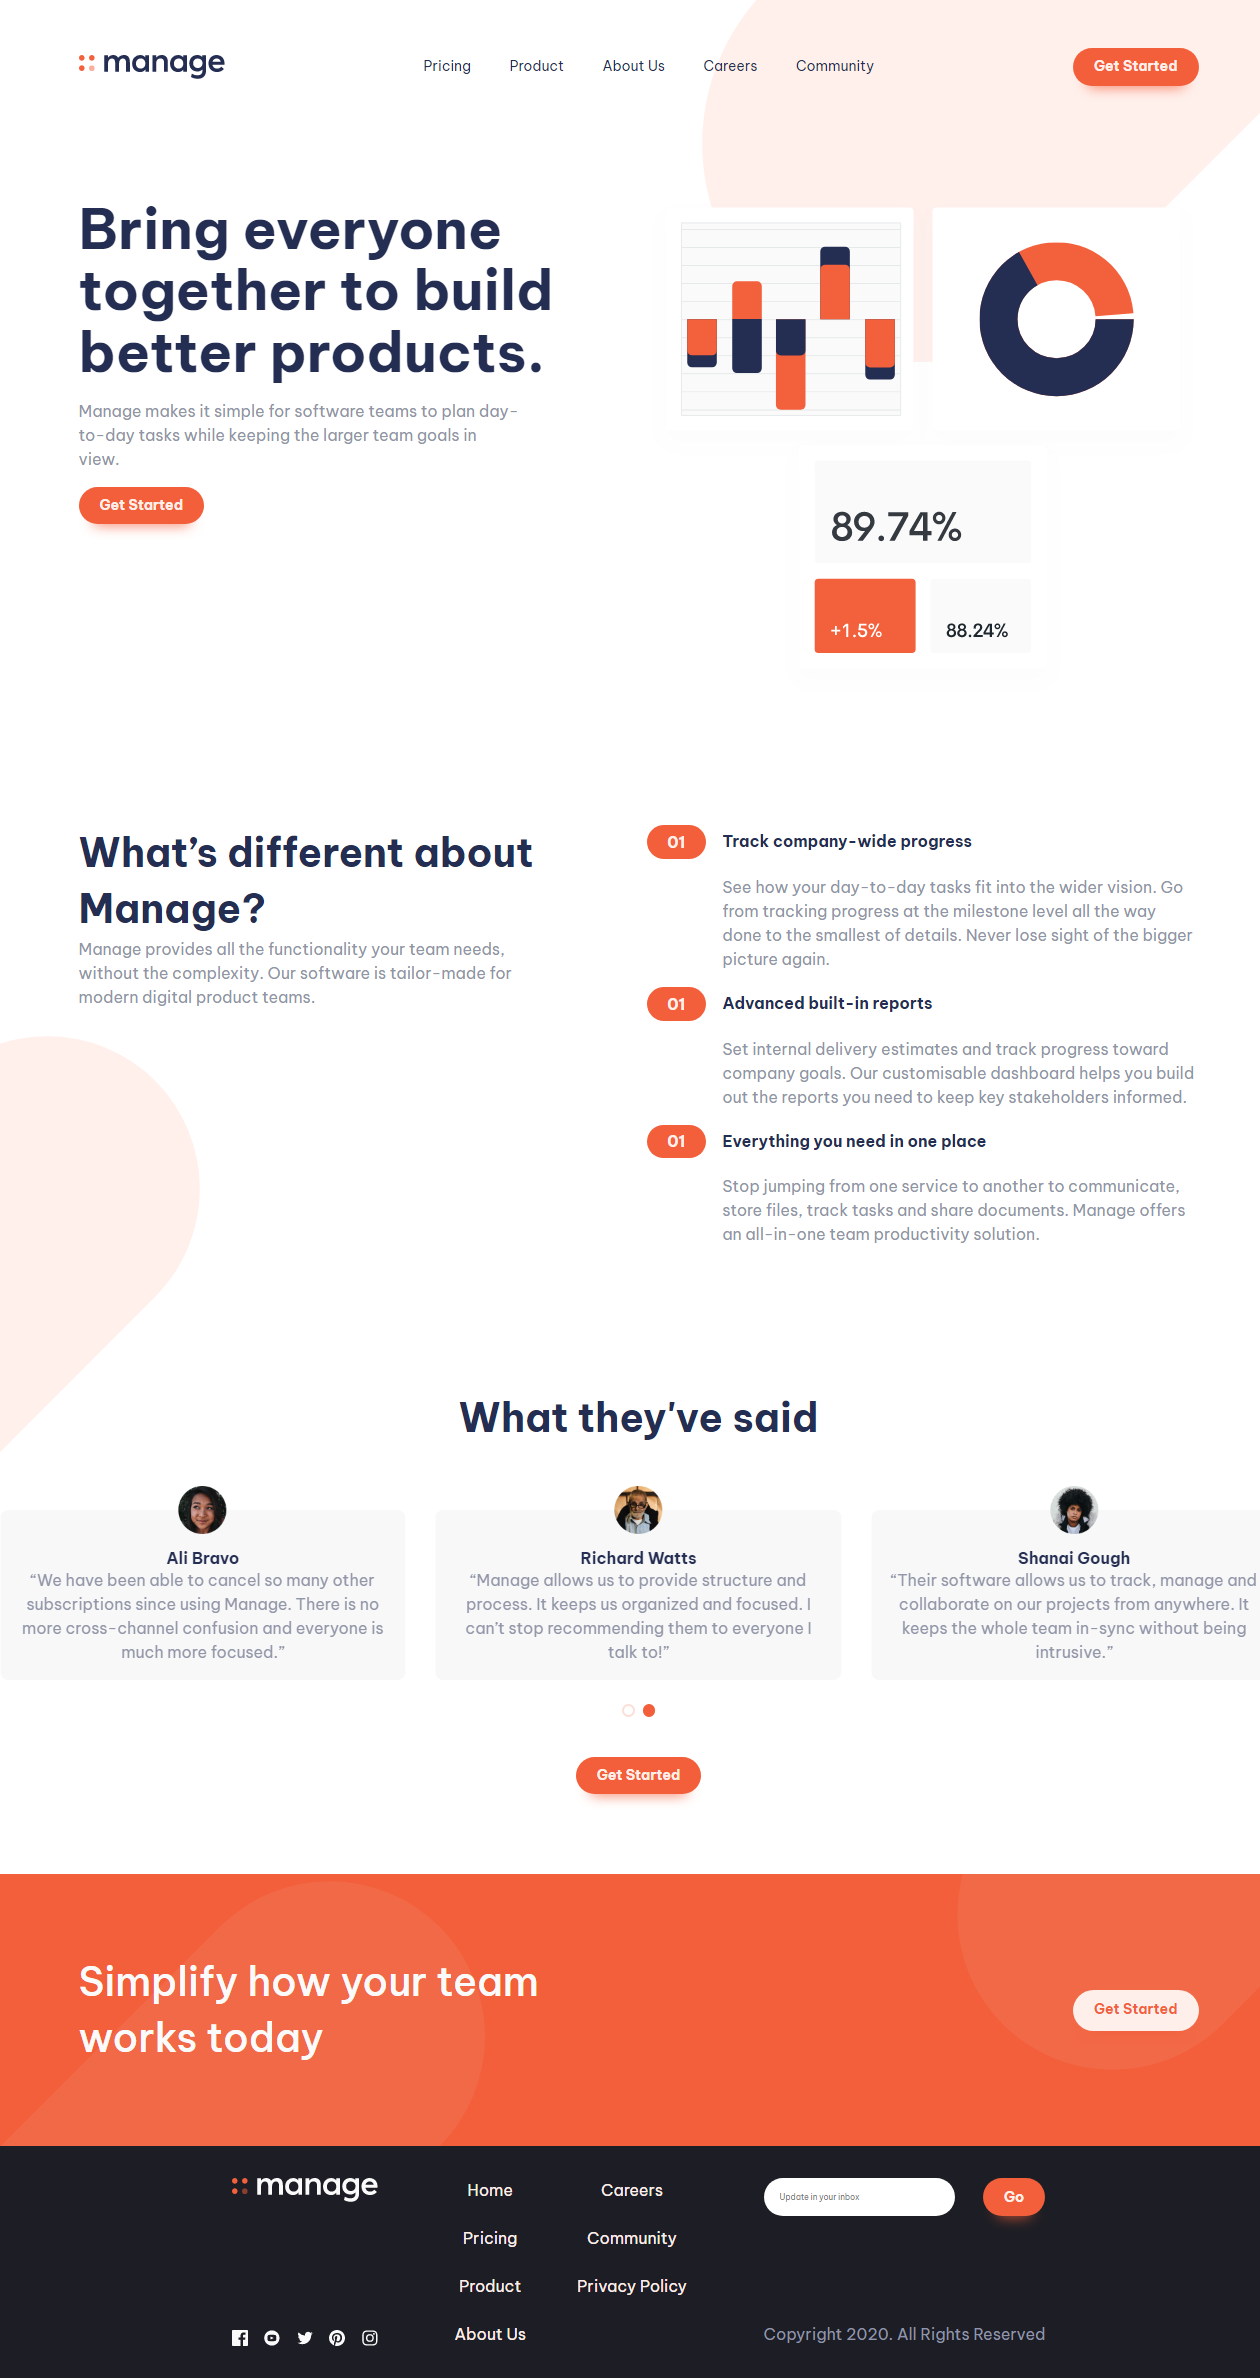 manage
Pricing
Product
About Us
Careers
Community
Get Started
Bring everyone
together to build
better products.
Manage makes it simple for software teams to plan day-
to-day tasks while keeping the larger team goals in
view.
Get Started
89.74%
+1.5%
88.24%
What’s different about
Manage?
Manage provides all the functionality your team needs,
without the complexity. Our software is tailor-made for
modern digital product teams.
01
Track company-wide progress
See how your day-to-day tasks fit into the wider vision. Go
from tracking progress at the milestone level all the way
done to the smallest of details. Never lose sight of the bigger
picture again.
01
Advanced built-in reports
Set internal delivery estimates and track progress toward
company goals. Our customisable dashboard helps you build
out the reports you need to keep key stakeholders informed.
01
Everything you need in one place
Stop jumping from one service to another to communicate,
store files, track tasks and share documents. Manage offers
an all-in-one team productivity solution.
What they've said
Ali Bravo
“We have been able to cancel so many other
subscriptions since using Manage. There is no
more cross-channel confusion and everyone is
much more focused.”
Richard Watts
“Manage allows us to provide structure and
process. It keeps us organized and focused. I
can’t stop recommending them to everyone I
talk to!”
Shanai Gough
“Their software allows us to track, manage and
collaborate on our projects from anywhere. It
keeps the whole team in-sync without being
intrusive.”
Get Started
Simplify how your team
works today
Get Started
manage
Home
Pricing
Product
About Us
Careers
Community
Privacy Policy
Update in your inbox
Go
Copyright 2020. All Rights Reserved